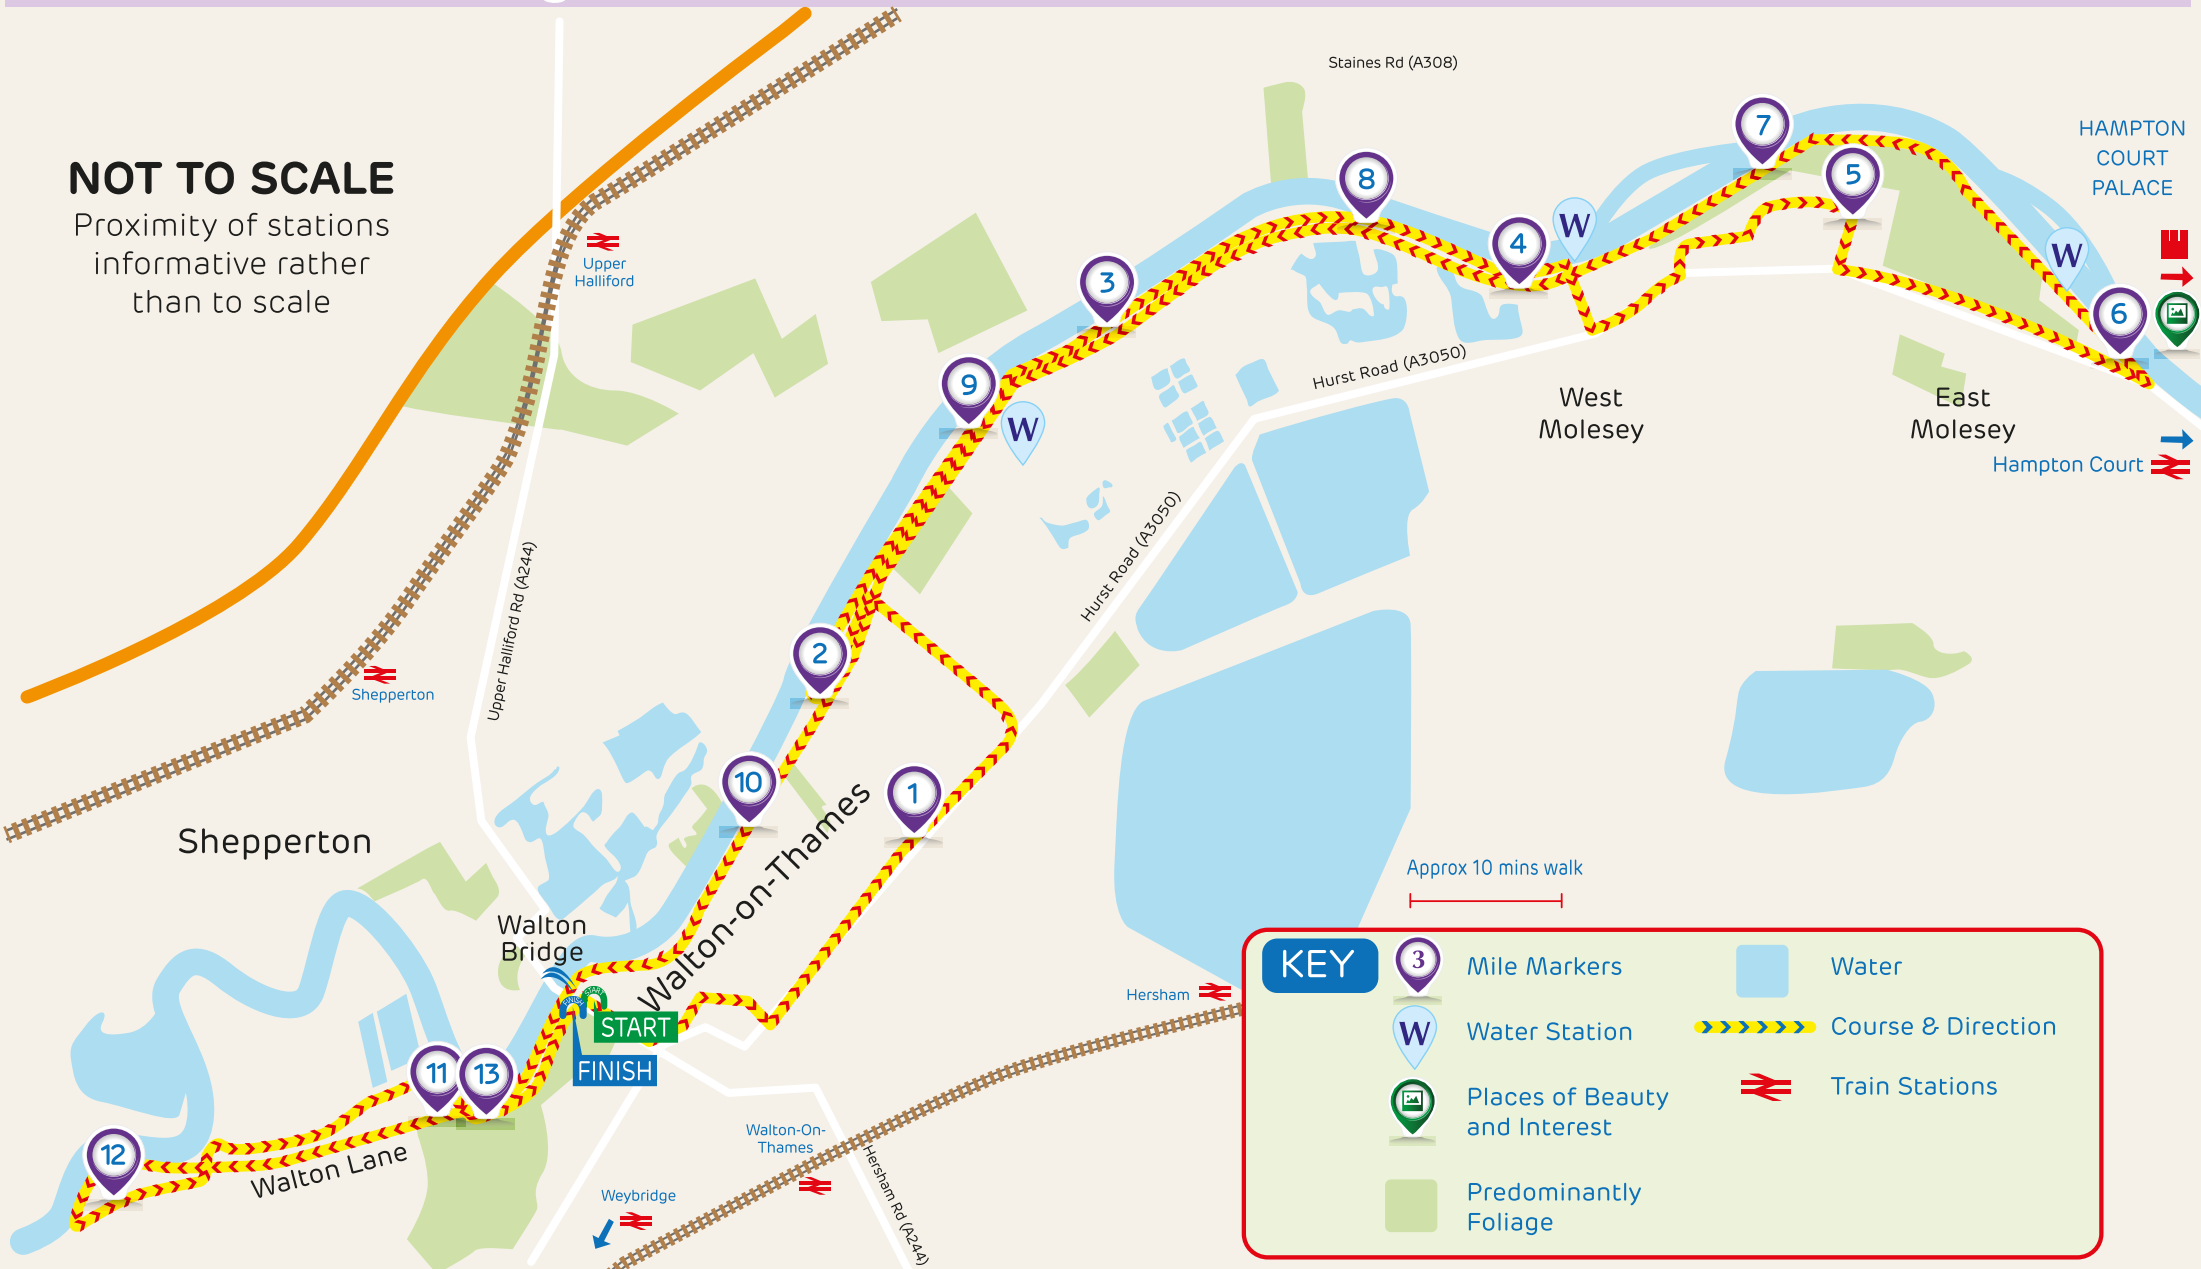 Staines Rd (A308)
NOT TO SCALE
Proximity of stations
informative rather
than to scale
Upper
Halliford
HAMPTON
COURT
PALACE
7
5
8
W
4
W
3
6
9
W
Hurst Road (A3050)
West
Molesey
East
Molesey
Hampton Court
Hurst Road (A3050)
Upper Halliford Rd (A244)
Shepperton
2
10
1
Shepperton
Walton-on-Thames
Walton
Bridge
START
FINISH
START
FINISH
11
13
12
Walton Lane
Walton-On-
Thames
Weybridge
Hersham Rd (A244)
Hersham
Approx 10 mins walk
KEY
3
Mile Markers
Water
W
Water Station
Course & Direction
Places of Beauty
and Interest
Train Stations
Predominantly
Foliage